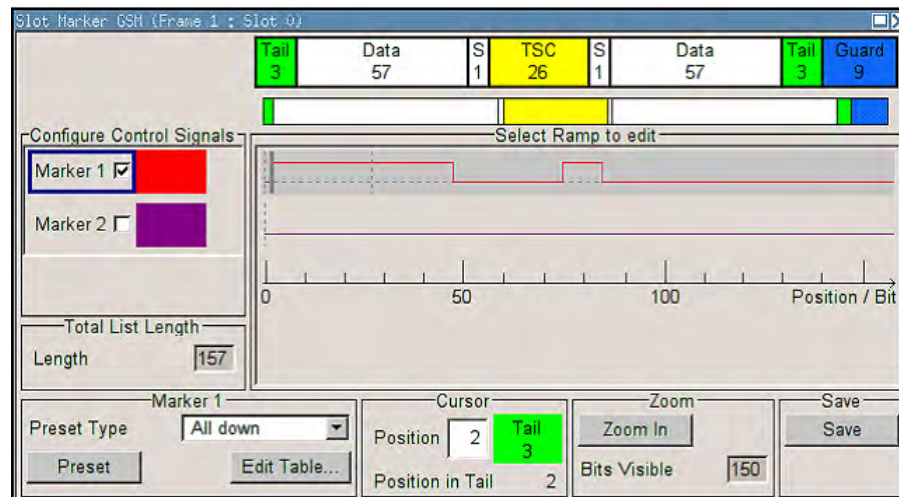 Slot Marker GSM (Frame 1 : Slot 0)
Tail Data S TSC S Data Tail Guard
3 57 1 26 1 57 3 9
Configure Control Signals
Select Ramp to edit
Marker 1
Marker 2
0 50 100 Position / Bit
Total List Length
Length 157
Marker 1
Preset Type All down
Preset Edit Table...
Cursor
Position 2 Tail
3
Position in Tail 2
Zoom
Zoom In
Bits Visible 150
Save
Save